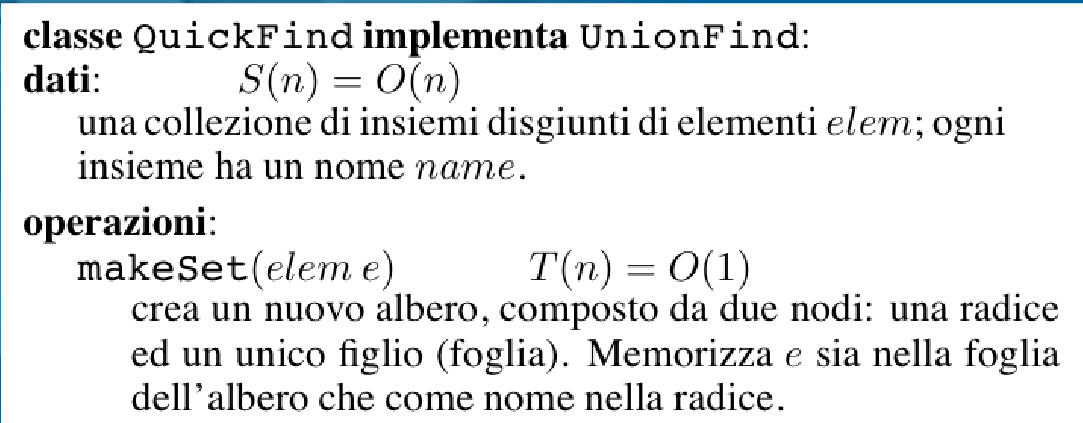 classe QuickFind implementa UnionFind:
dati: S(n) = O(n)
una collezione di insiemi disgiunti di elementi elem; ogni
insieme ha un nome name.
operazioni:
makeSet(elem e) T(n) = O(1)
crea un nuovo albero, composto da due nodi: una radice
ed un unico figlio (foglia). Memorizza e sia nella foglia
dell'albero che come nome nella radice.